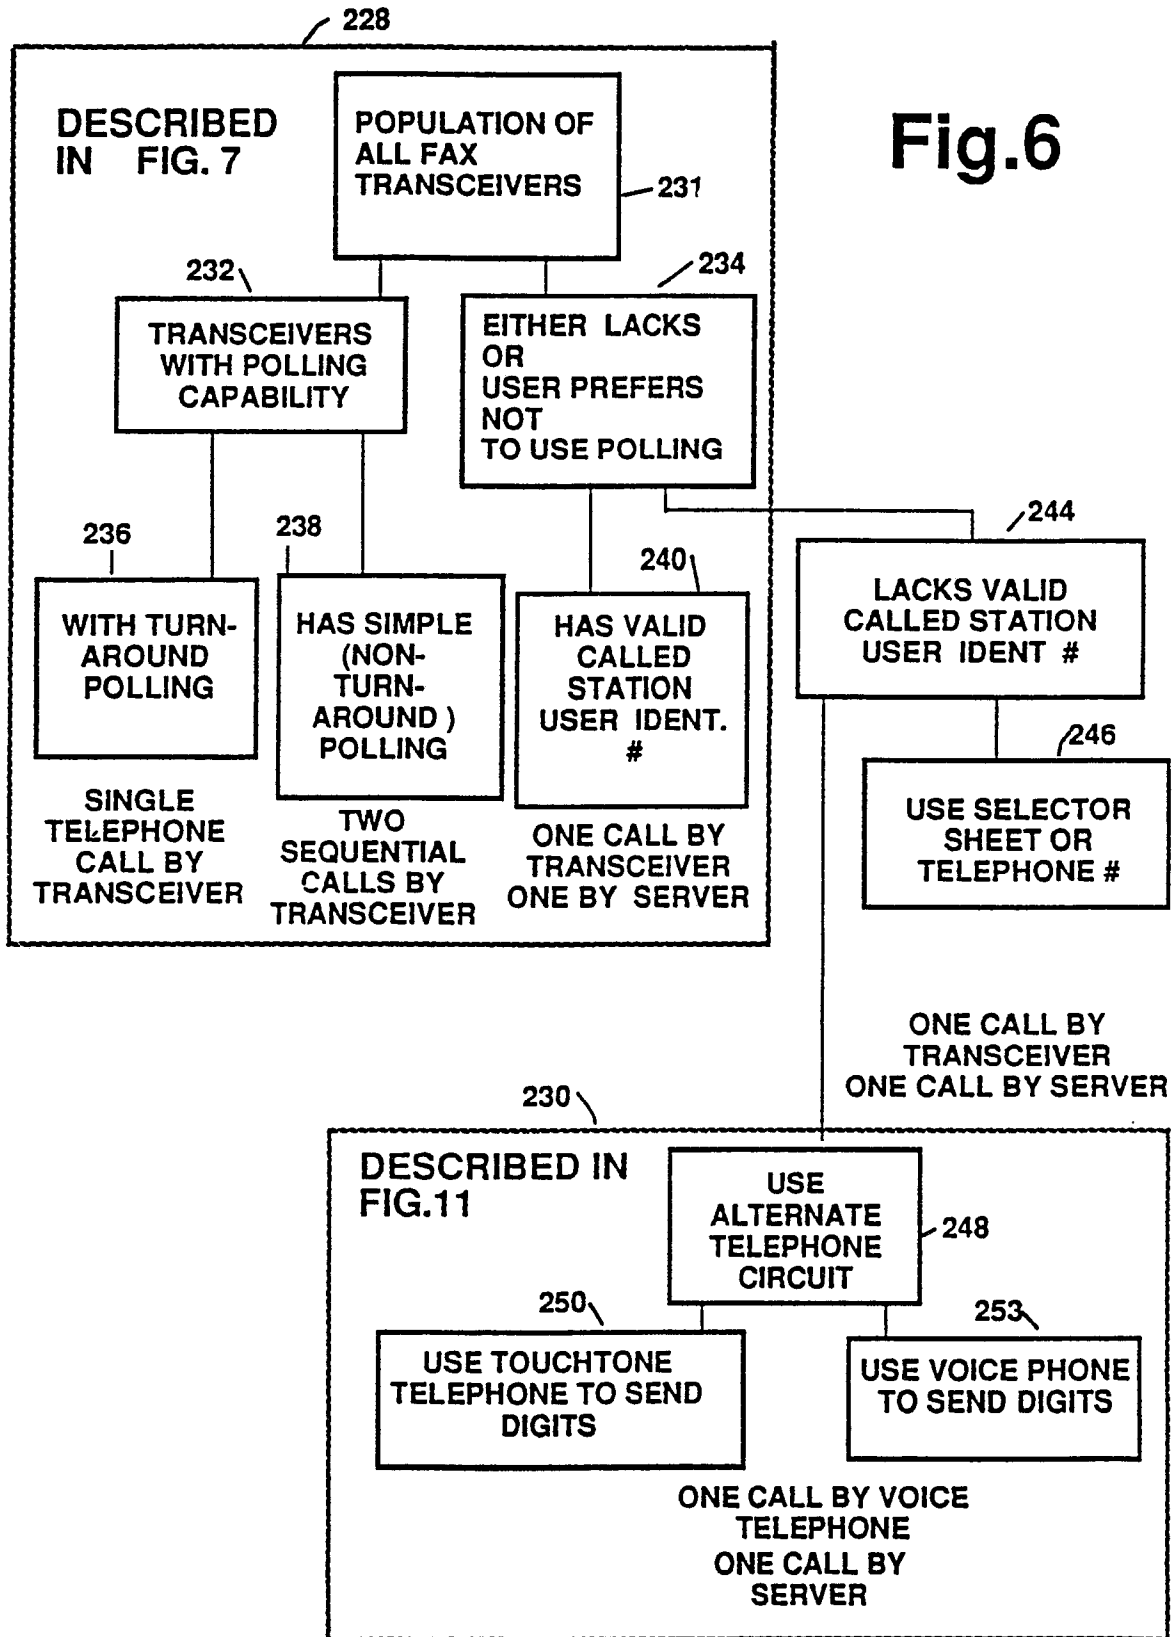 228
DESCRIBED
IN FIG. 7
POPULATION OF
ALL FAX
TRANSCEIVERS
231
Fig.6
232
TRANSCEIVERS
WITH POLLING
CAPABILITY
234
EITHER LACKS
OR
USER PREFERS
NOT
TO USE POLLING
236
WITH TURN-
AROUND
POLLING
SINGLE
TELEPHONE
CALL BY
TRANSCEIVER
238
HAS SIMPLE
(NON-
TURN-
AROUND )
POLLING
TWO
SEQUENTIAL
CALLS BY
TRANSCEIVER
240
HAS VALID
CALLED
STATION
USER IDENT.
#
ONE CALL BY
TRANSCEIVER
ONE BY SERVER
244
LACKS VALID
CALLED STATION
USER IDENT #
246
USE SELECTOR
SHEET OR
TELEPHONE #
ONE CALL BY
TRANSCEIVER
ONE CALL BY SERVER
230
DESCRIBED IN
FIG.11
USE
ALTERNATE
TELEPHONE
CIRCUIT
248
250
USE TOUCHTONE
TELEPHONE TO SEND
DIGITS
253
USE VOICE PHONE
TO SEND DIGITS
ONE CALL BY VOICE
TELEPHONE
ONE CALL BY
SERVER